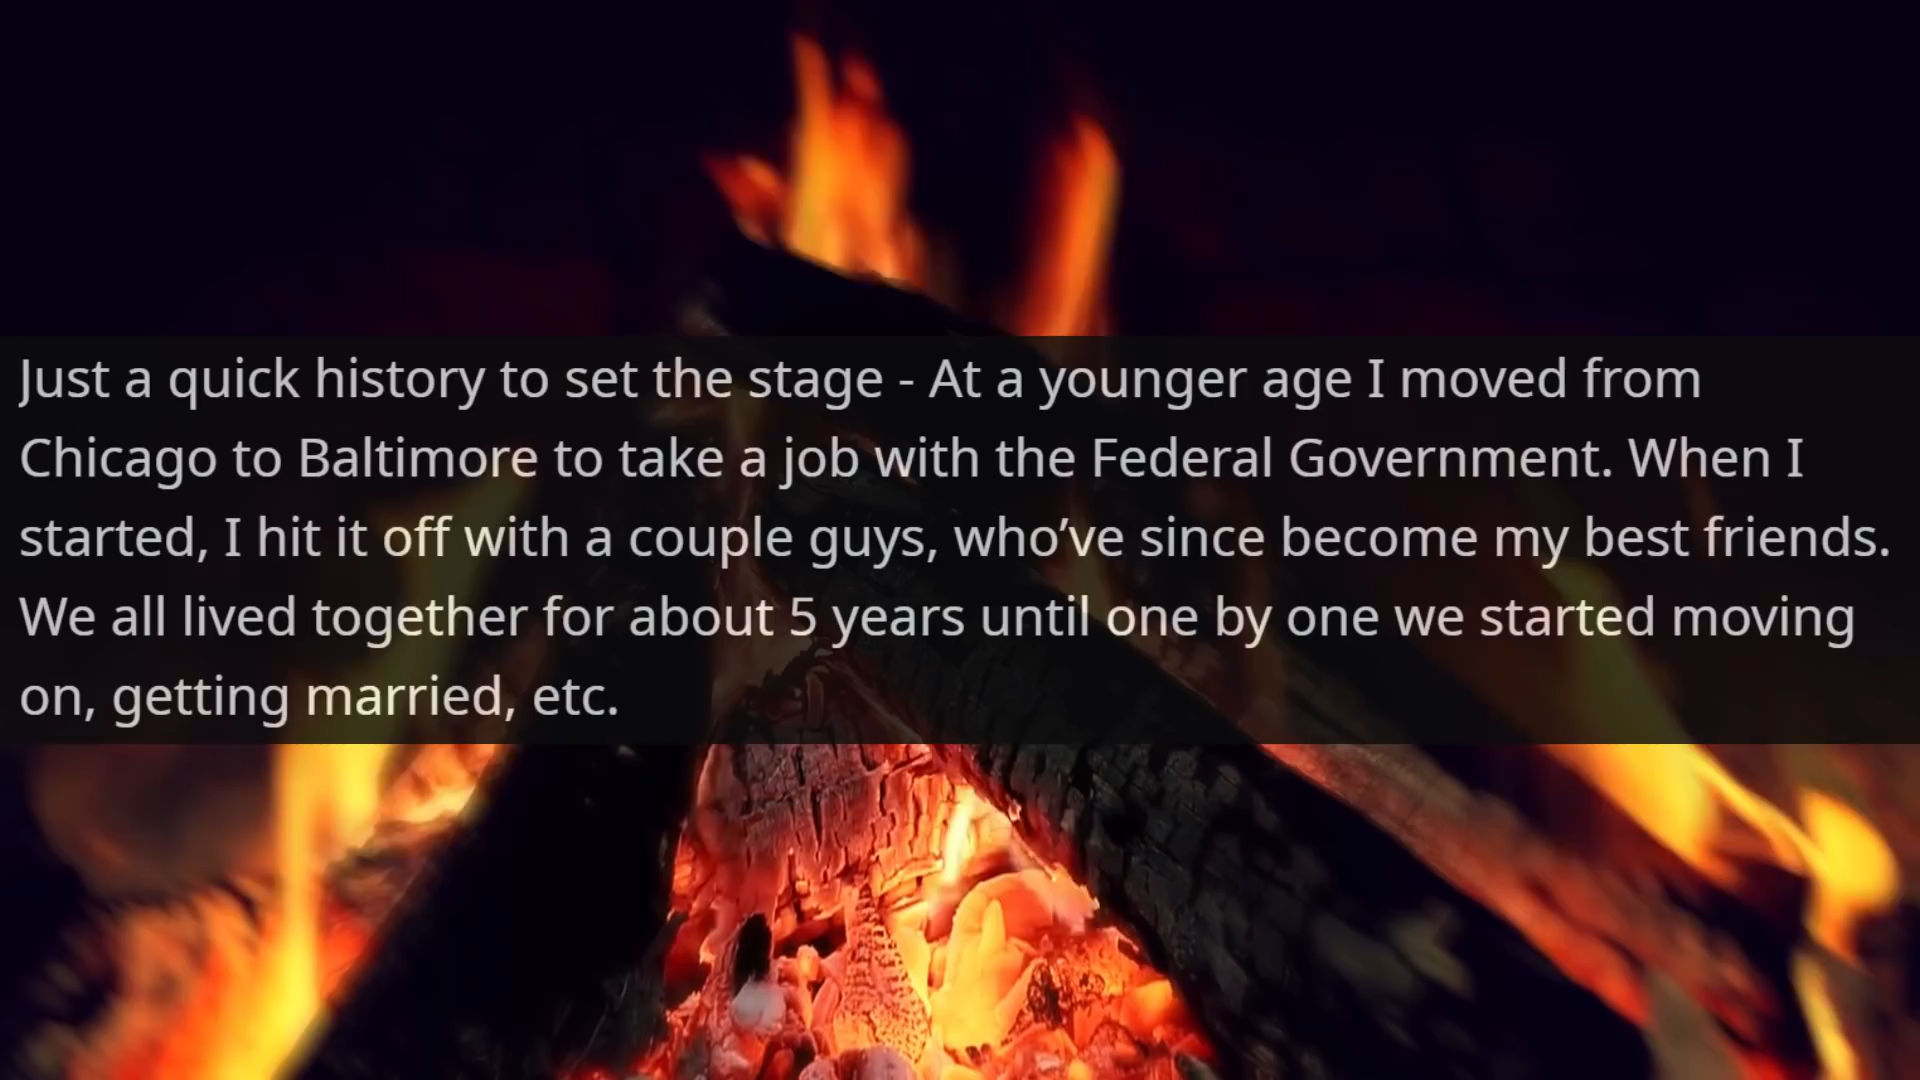 Just a quick history to set the stage - At a younger age I moved from
Chicago to Baltimore to take a job with the Federal Government. When I
started, I hit it off with a couple guys, who’ve since become my best friends.
We all lived together for about 5 years until one by one we started moving
on, getting married, etc.